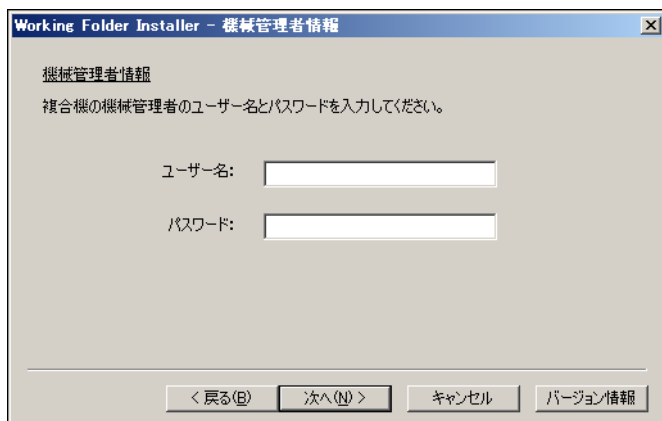 Working Folder Installer - 機械管理者情報
機械管理者情報
複合機の機械管理者のユーザー名とパスワードを入力してください。
ユーザー名:
パスワード:
< 戻る(B) 次へ(N) > キャンセル バージョン情報